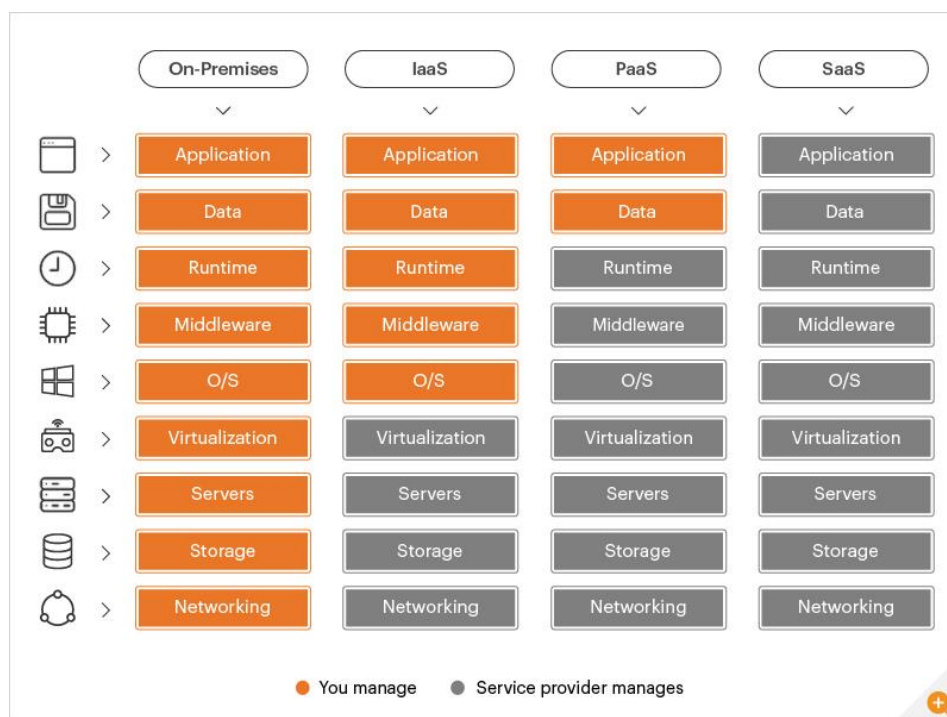 On-Premises IaaS PaaS SaaS
Application Application Application Application
Data Data Data Data
Runtime Runtime Runtime Runtime
Middleware Middleware Middleware Middleware
O/S O/S O/S O/S
Virtualization Virtualization Virtualization Virtualization
Servers Servers Servers Servers
Storage Storage Storage Storage
Networking Networking Networking Networking
You manage Service provider manages